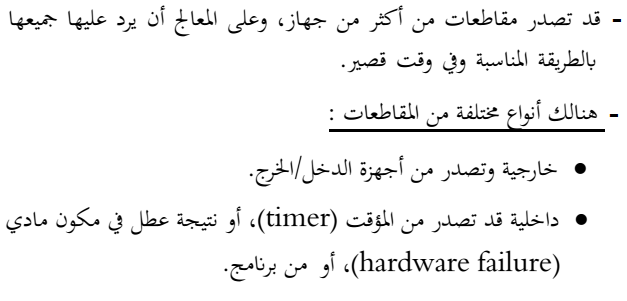 - قد تصدر مقاطعات من أكثر من جهاز، وعلى المعالج أن يرد عليها جميعها
بالطريقة المناسبة وفي وقت قصير.
- هنالك أنواع مختلفة من المقاطعات :
● خارجية وتصدر من أجهزة الدخل/الخرج.
● داخلية قد تصدر من المؤقت (timer)، أو نتيجة عطل في مكون مادي
(hardware failure)، أو من برنامج.